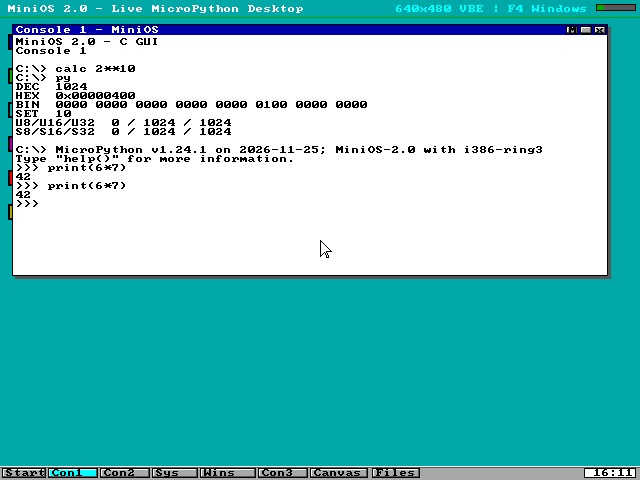 MiniOS 2.0 - Live MicroPython Desktop
640x480 VBE | F4 Windows
Console 1 - MiniOS
M
MiniOS 2.0 - C GUI
Console 1
C:\> calc 2**10
C:\> py
DEC 1024
HEX 0x00000400
BIN 0000 0000 0000 0000 0000 0100 0000 0000
SET 10
U8/U16/U32 0 / 1024 / 1024
S8/S16/S32 0 / 1024 / 1024
C:\> MicroPython v1.24.1 on 2026-11-25; MiniOS-2.0 with i386-ring3
Type "help()" for more information.
>>> print(6*7)
42
>>> print(6*7)
42
>>>
Start Con1 Con2 Sys Wins Con3 Canvas Files 16:11